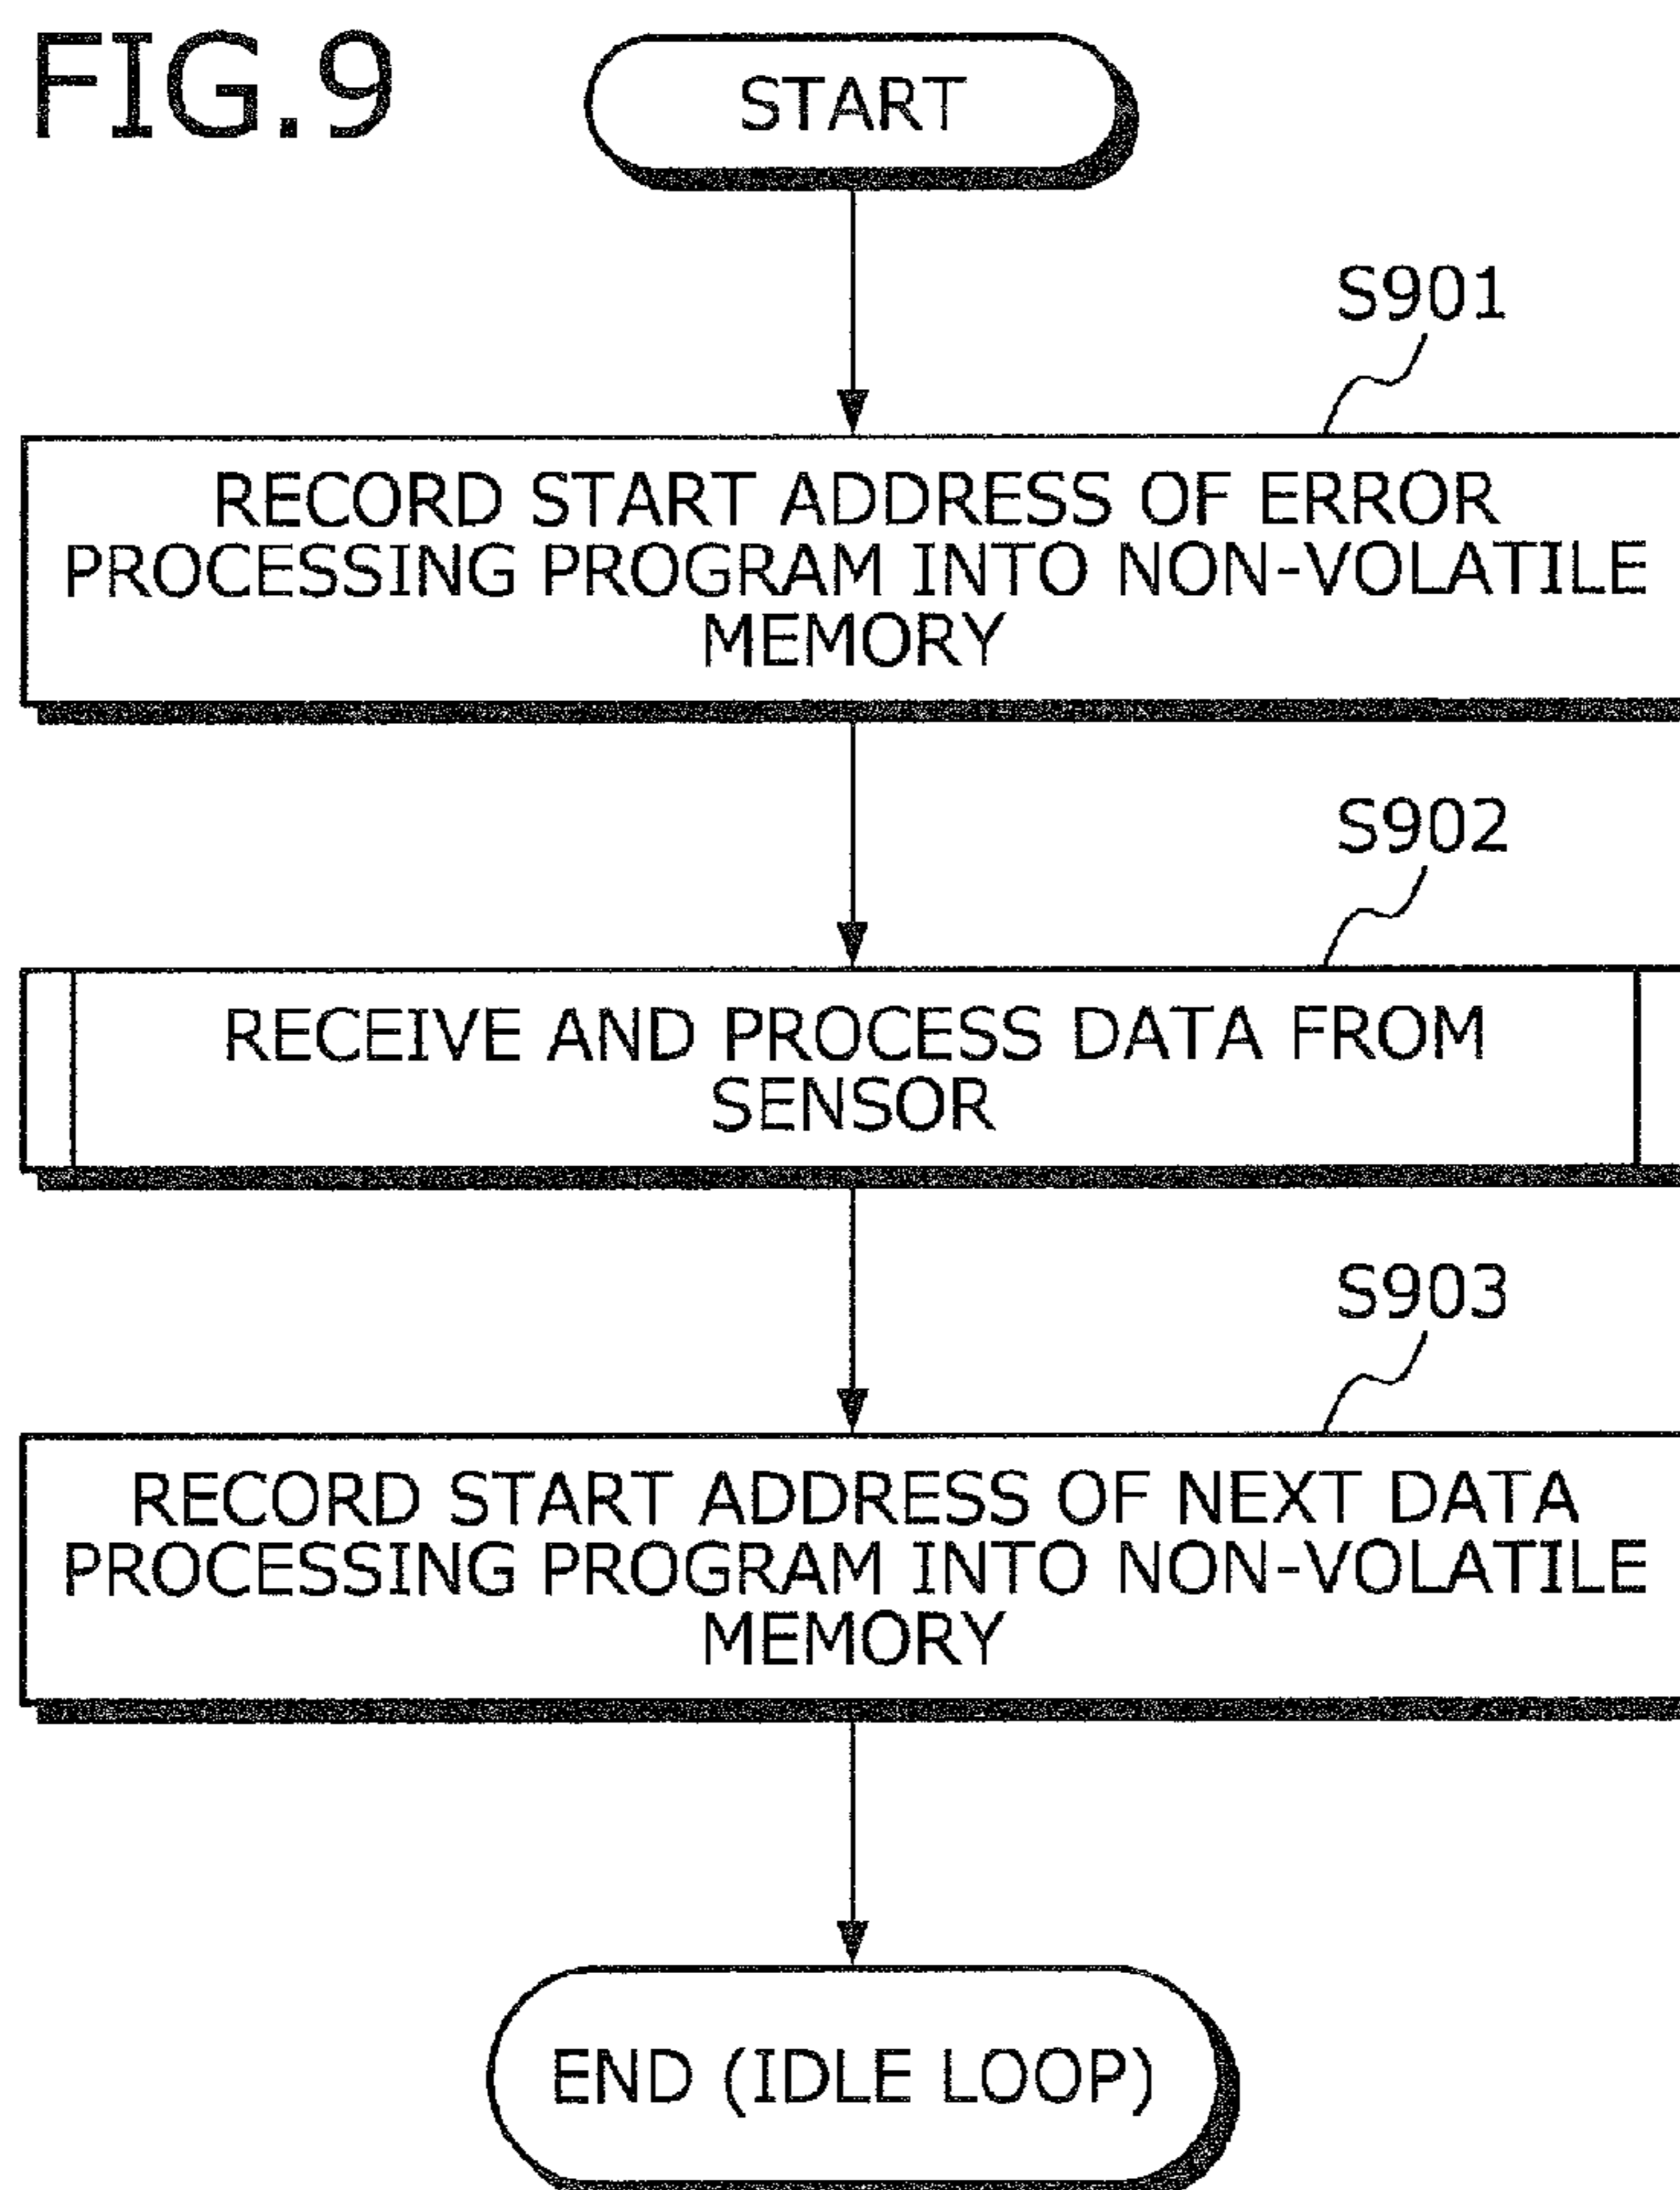 FIG.9
START
S901
RECORD START ADDRESS OF ERROR
PROCESSING PROGRAM INTO NON-VOLATILE
MEMORY
S902
RECEIVE AND PROCESS DATA FROM
SENSOR
S903
RECORD START ADDRESS OF NEXT DATA
PROCESSING PROGRAM INTO NON-VOLATILE
MEMORY
END (IDLE LOOP)